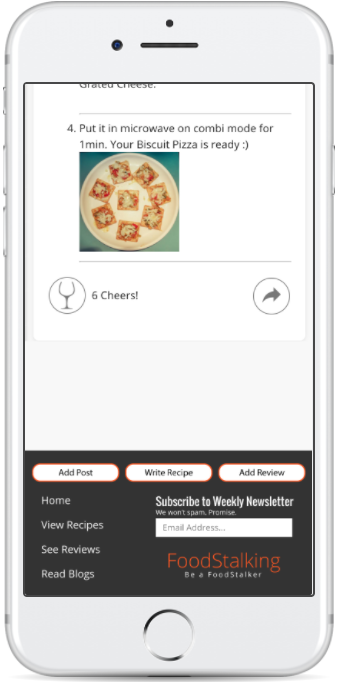 Grated Cheese.
4. Put it in microwave on combi mode for
1min. Your Biscuit Pizza is ready :)
6 Cheers!
Add Post
Write Recipe
Add Review
Home
View Recipes
See Reviews
Read Blogs
Subscribe to Weekly Newsletter
We won't spam, Promise.
Email Address...
FoodStalking
Be a FoodStalker